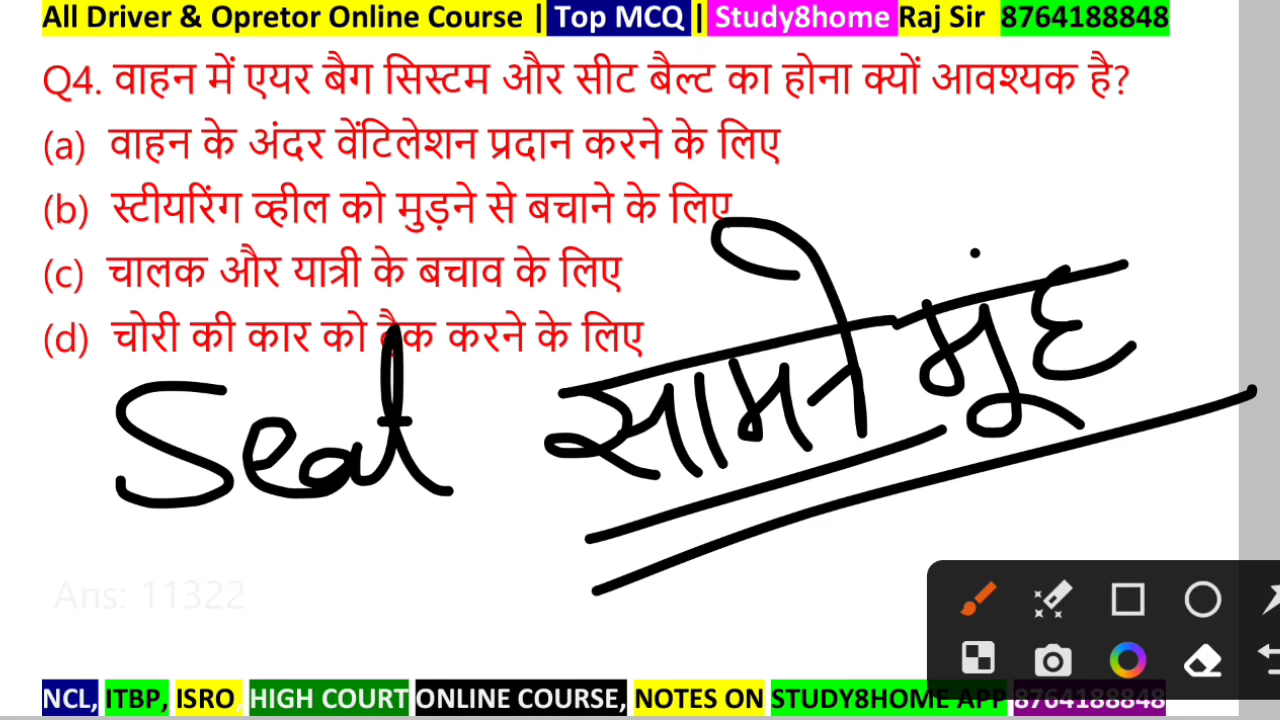 All Driver & Opretor Online Course | Top MCQ | Study8home Raj Sir 8764188848
Q4. वाहन में एयर बैग सिस्टम और सीट बैल्ट का होना क्यों आवश्यक है?
(a) वाहन के अंदर वेंटिलेशन प्रदान करने के लिए
(b) स्टीयरिंग व्हील को मुड़ने से बचाने के लिए
(c) चालक और यात्री के बचाव के लिए
(d) चोरी की कार को ट्रैक करने के लिए
Seat सामने मुंह
Ans: 11322
NCL, ITBP, ISRO, HIGH COURT ONLINE COURSE, NOTES ON STUDY8HOME APP 8764188848